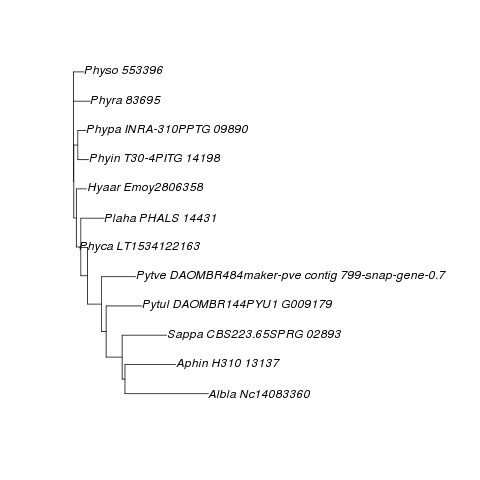 Physo 553396
Phyra 83695
Phypa INRA-310PPTG 09890
Phyin T30-4PITG 14198
Hyaar Emoy2806358
Plaha PHALS 14431
Phyca LT1534122163
Pytve DAOMBR484maker-pve contig 799-snap-gene-0.7
Pytul DAOMBR144PYU1 G009179
Sappa CBS223.65SPRG 02893
Aphin H310 13137
Albla Nc14083360